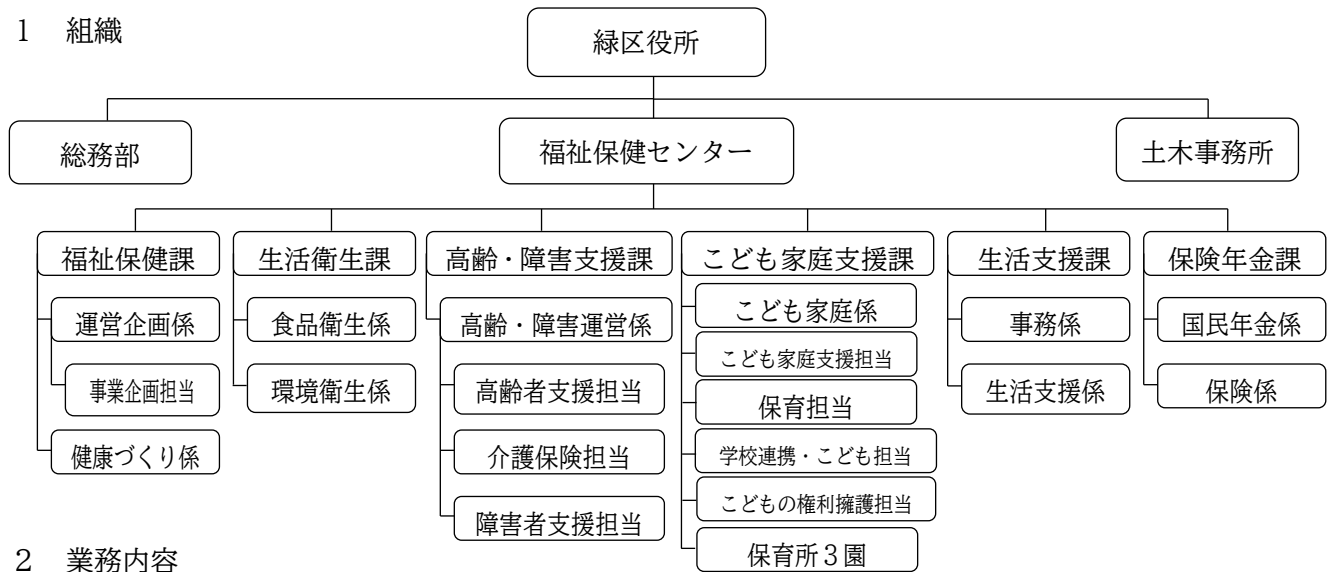 １　組織
緑区役所
総務部
福祉保健センター
土木事務所
福祉保健課
生活衛生課
高齢・障害支援課
こども家庭支援課
生活支援課
保険年金課
運営企画係
事業企画担当
健康づくり係
食品衛生係
環境衛生係
高齢・障害運営係
高齢者支援担当
介護保険担当
障害者支援担当
こども家庭係
こども家庭支援担当
保育担当
学校連携・こども担当
こどもの権利擁護担当
保育所３園
事務係
生活支援係
国民年金係
保険係
２　業務内容